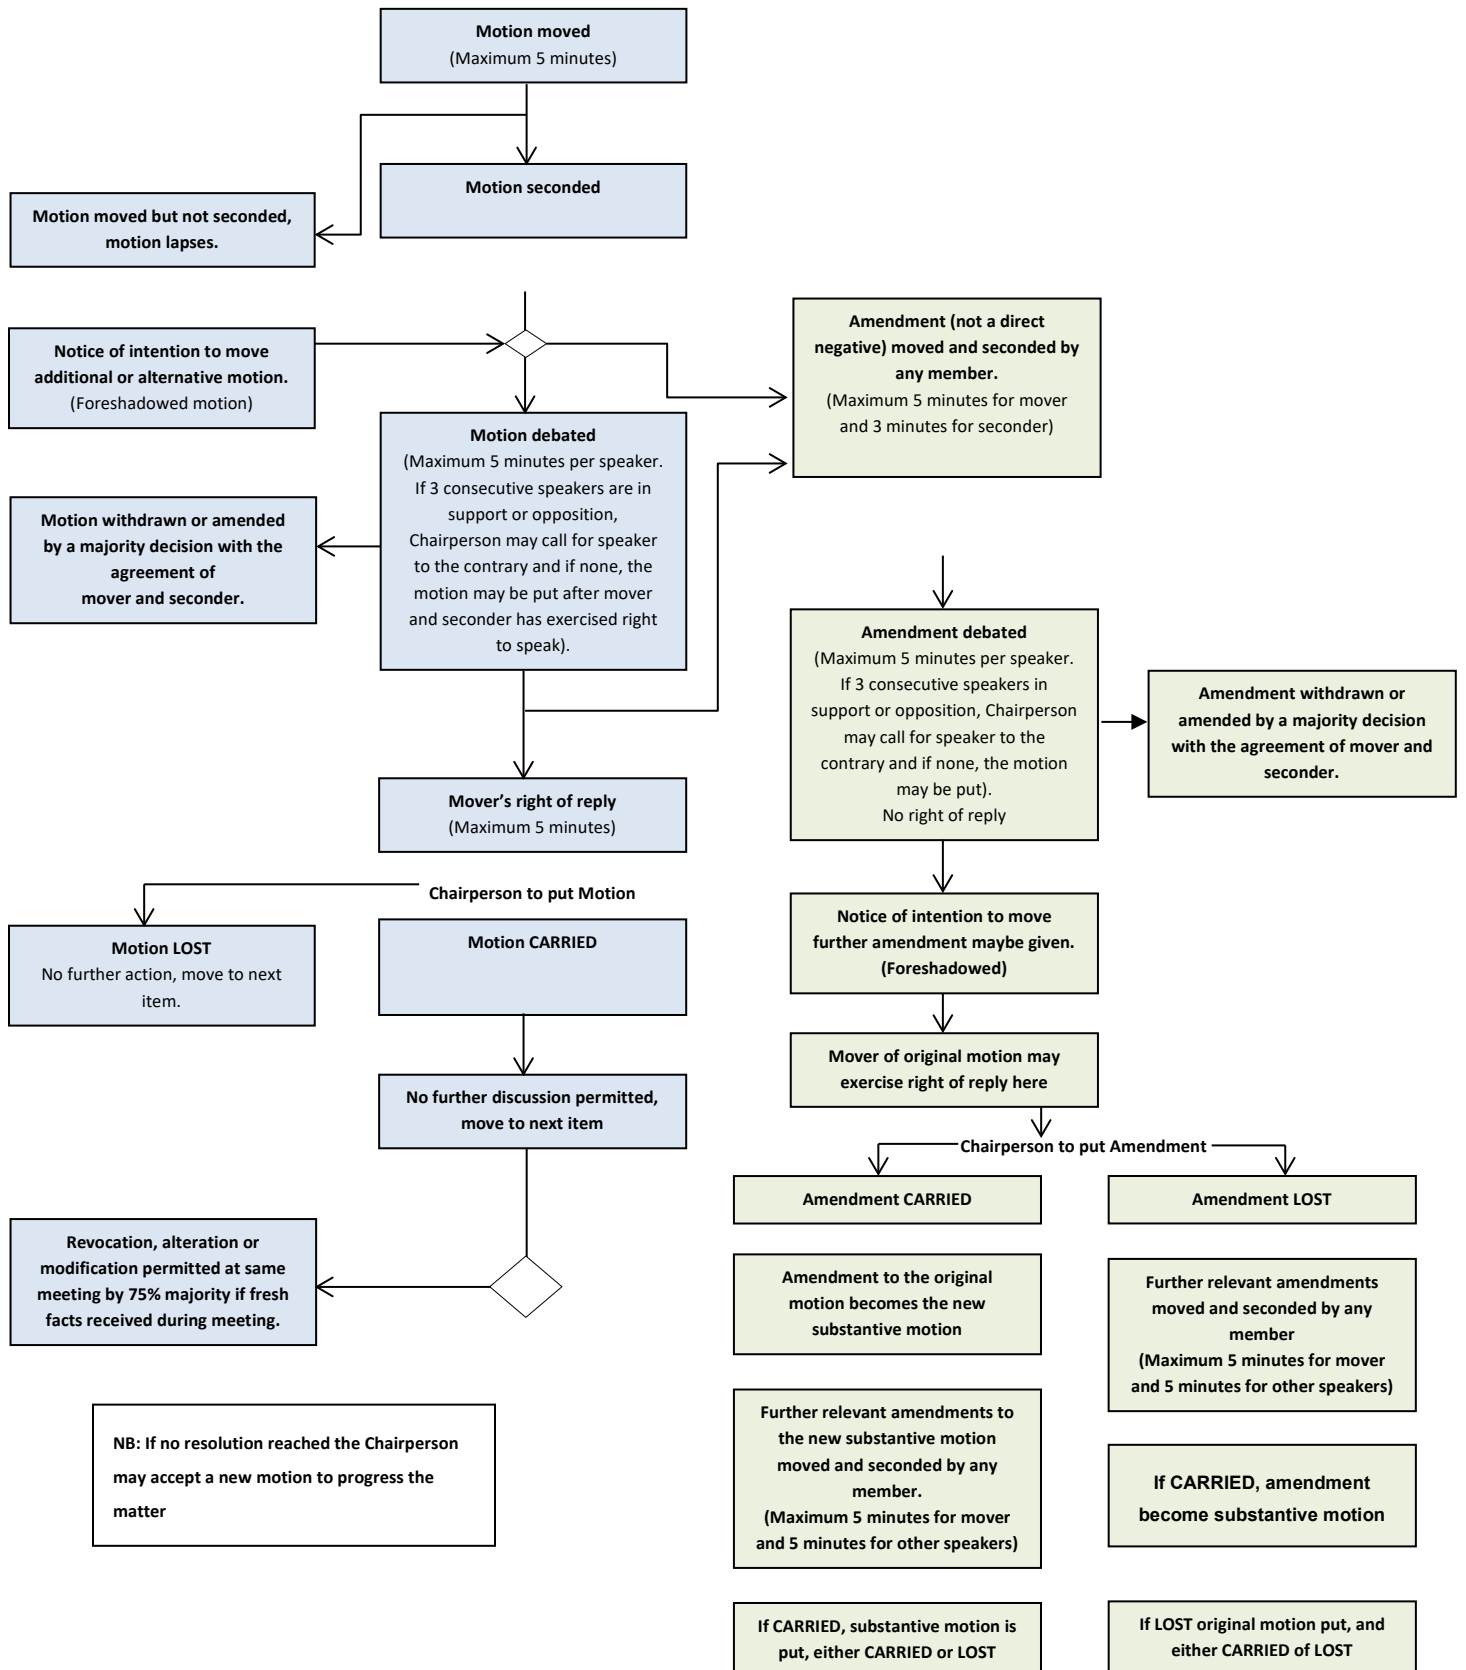 Motion moved
(Maximum 5 minutes)
Motion seconded
Motion moved but not seconded,
motion lapses.
Notice of intention to move
additional or alternative motion.
(Foreshadowed motion)
Amendment (not a direct
negative) moved and seconded by
any member.
(Maximum 5 minutes for mover
and 3 minutes for seconder)
Motion debated
(Maximum 5 minutes per speaker.
If 3 consecutive speakers are in
support or opposition,
Chairperson may call for speaker
to the contrary and if none, the
motion may be put after mover
and seconder has exercised right
to speak).
Motion withdrawn or amended
by a majority decision with the
agreement of
mover and seconder.
Amendment debated
(Maximum 5 minutes per speaker.
If 3 consecutive speakers in
support or opposition, Chairperson
may call for speaker to the
contrary and if none, the motion
may be put).
No right of reply
Amendment withdrawn or
amended by a majority decision
with the agreement of mover and
seconder.
Mover’s right of reply
(Maximum 5 minutes)
Chairperson to put Motion
Motion LOST
No further action, move to next
item.
Motion CARRIED
Notice of intention to move
further amendment maybe given.
(Foreshadowed)
Mover of original motion may
exercise right of reply here
No further discussion permitted,
move to next item
Chairperson to put Amendment
Amendment CARRIED
Amendment LOST
Revocation, alteration or
modification permitted at same
meeting by 75% majority if fresh
facts received during meeting.
Amendment to the original
motion becomes the new
substantive motion
Further relevant amendments
moved and seconded by any
member
(Maximum 5 minutes for mover
and 5 minutes for other speakers)
NB: If no resolution reached the Chairperson
may accept a new motion to progress the
matter
Further relevant amendments to
the new substantive motion
moved and seconded by any
member.
(Maximum 5 minutes for mover
and 5 minutes for other speakers)
If CARRIED, amendment
become substantive motion
If CARRIED, substantive motion is
put, either CARRIED or LOST
If LOST original motion put, and
either CARRIED of LOST